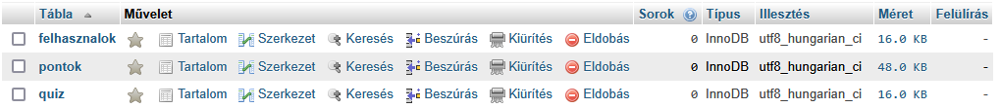 Tábla Művelet Sorok Típus Illesztés Méret Felülírás
felhasznalok Tartalom Szerkezet Keresés Beszúrás Kiürítés Eldobás 0 InnoDB utf8_hungarian_ci 16.0 KB -
pontok Tartalom Szerkezet Keresés Beszúrás Kiürítés Eldobás 0 InnoDB utf8_hungarian_ci 48.0 KB -
quiz Tartalom Szerkezet Keresés Beszúrás Kiürítés Eldobás 0 InnoDB utf8_hungarian_ci 16.0 KB -